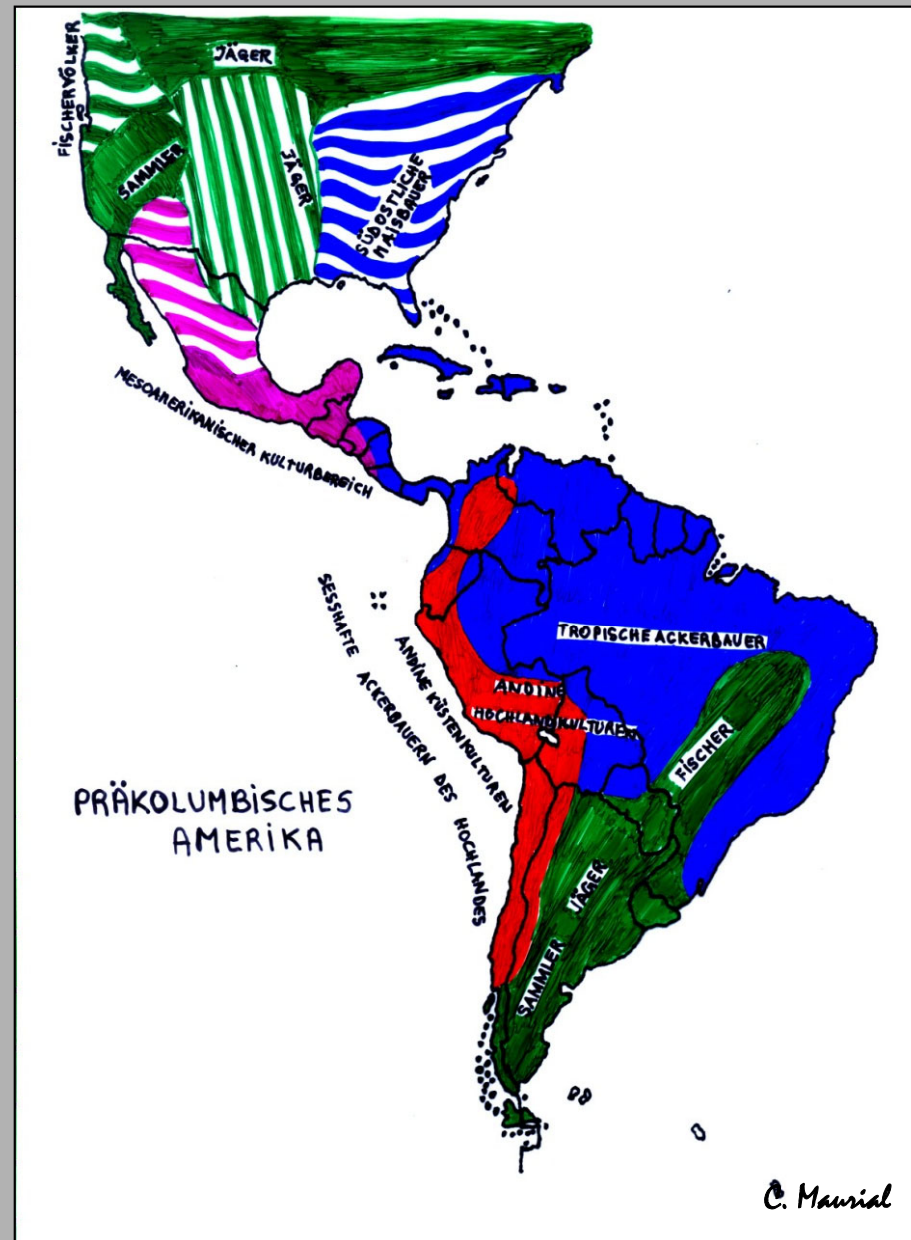 FISCHERVÖLKER
JÄGER
SAMMLER
JÄGER
SÜDOSTLICHE
MAISBAUER
MESOAMERIKANISCHER KULTURBEREICH
TROPISCHE ACKERBAUER
ANDINE
HOCHLANDKULTUREN
FISCHER
ANDINE KÜSTENKULTUREN
SESSHAFTE ACKERBAUERN DES HOCHLANDES
PRÄKOLUMBISCHES
AMERIKA
JÄGER
SAMMLER
C. Maurial